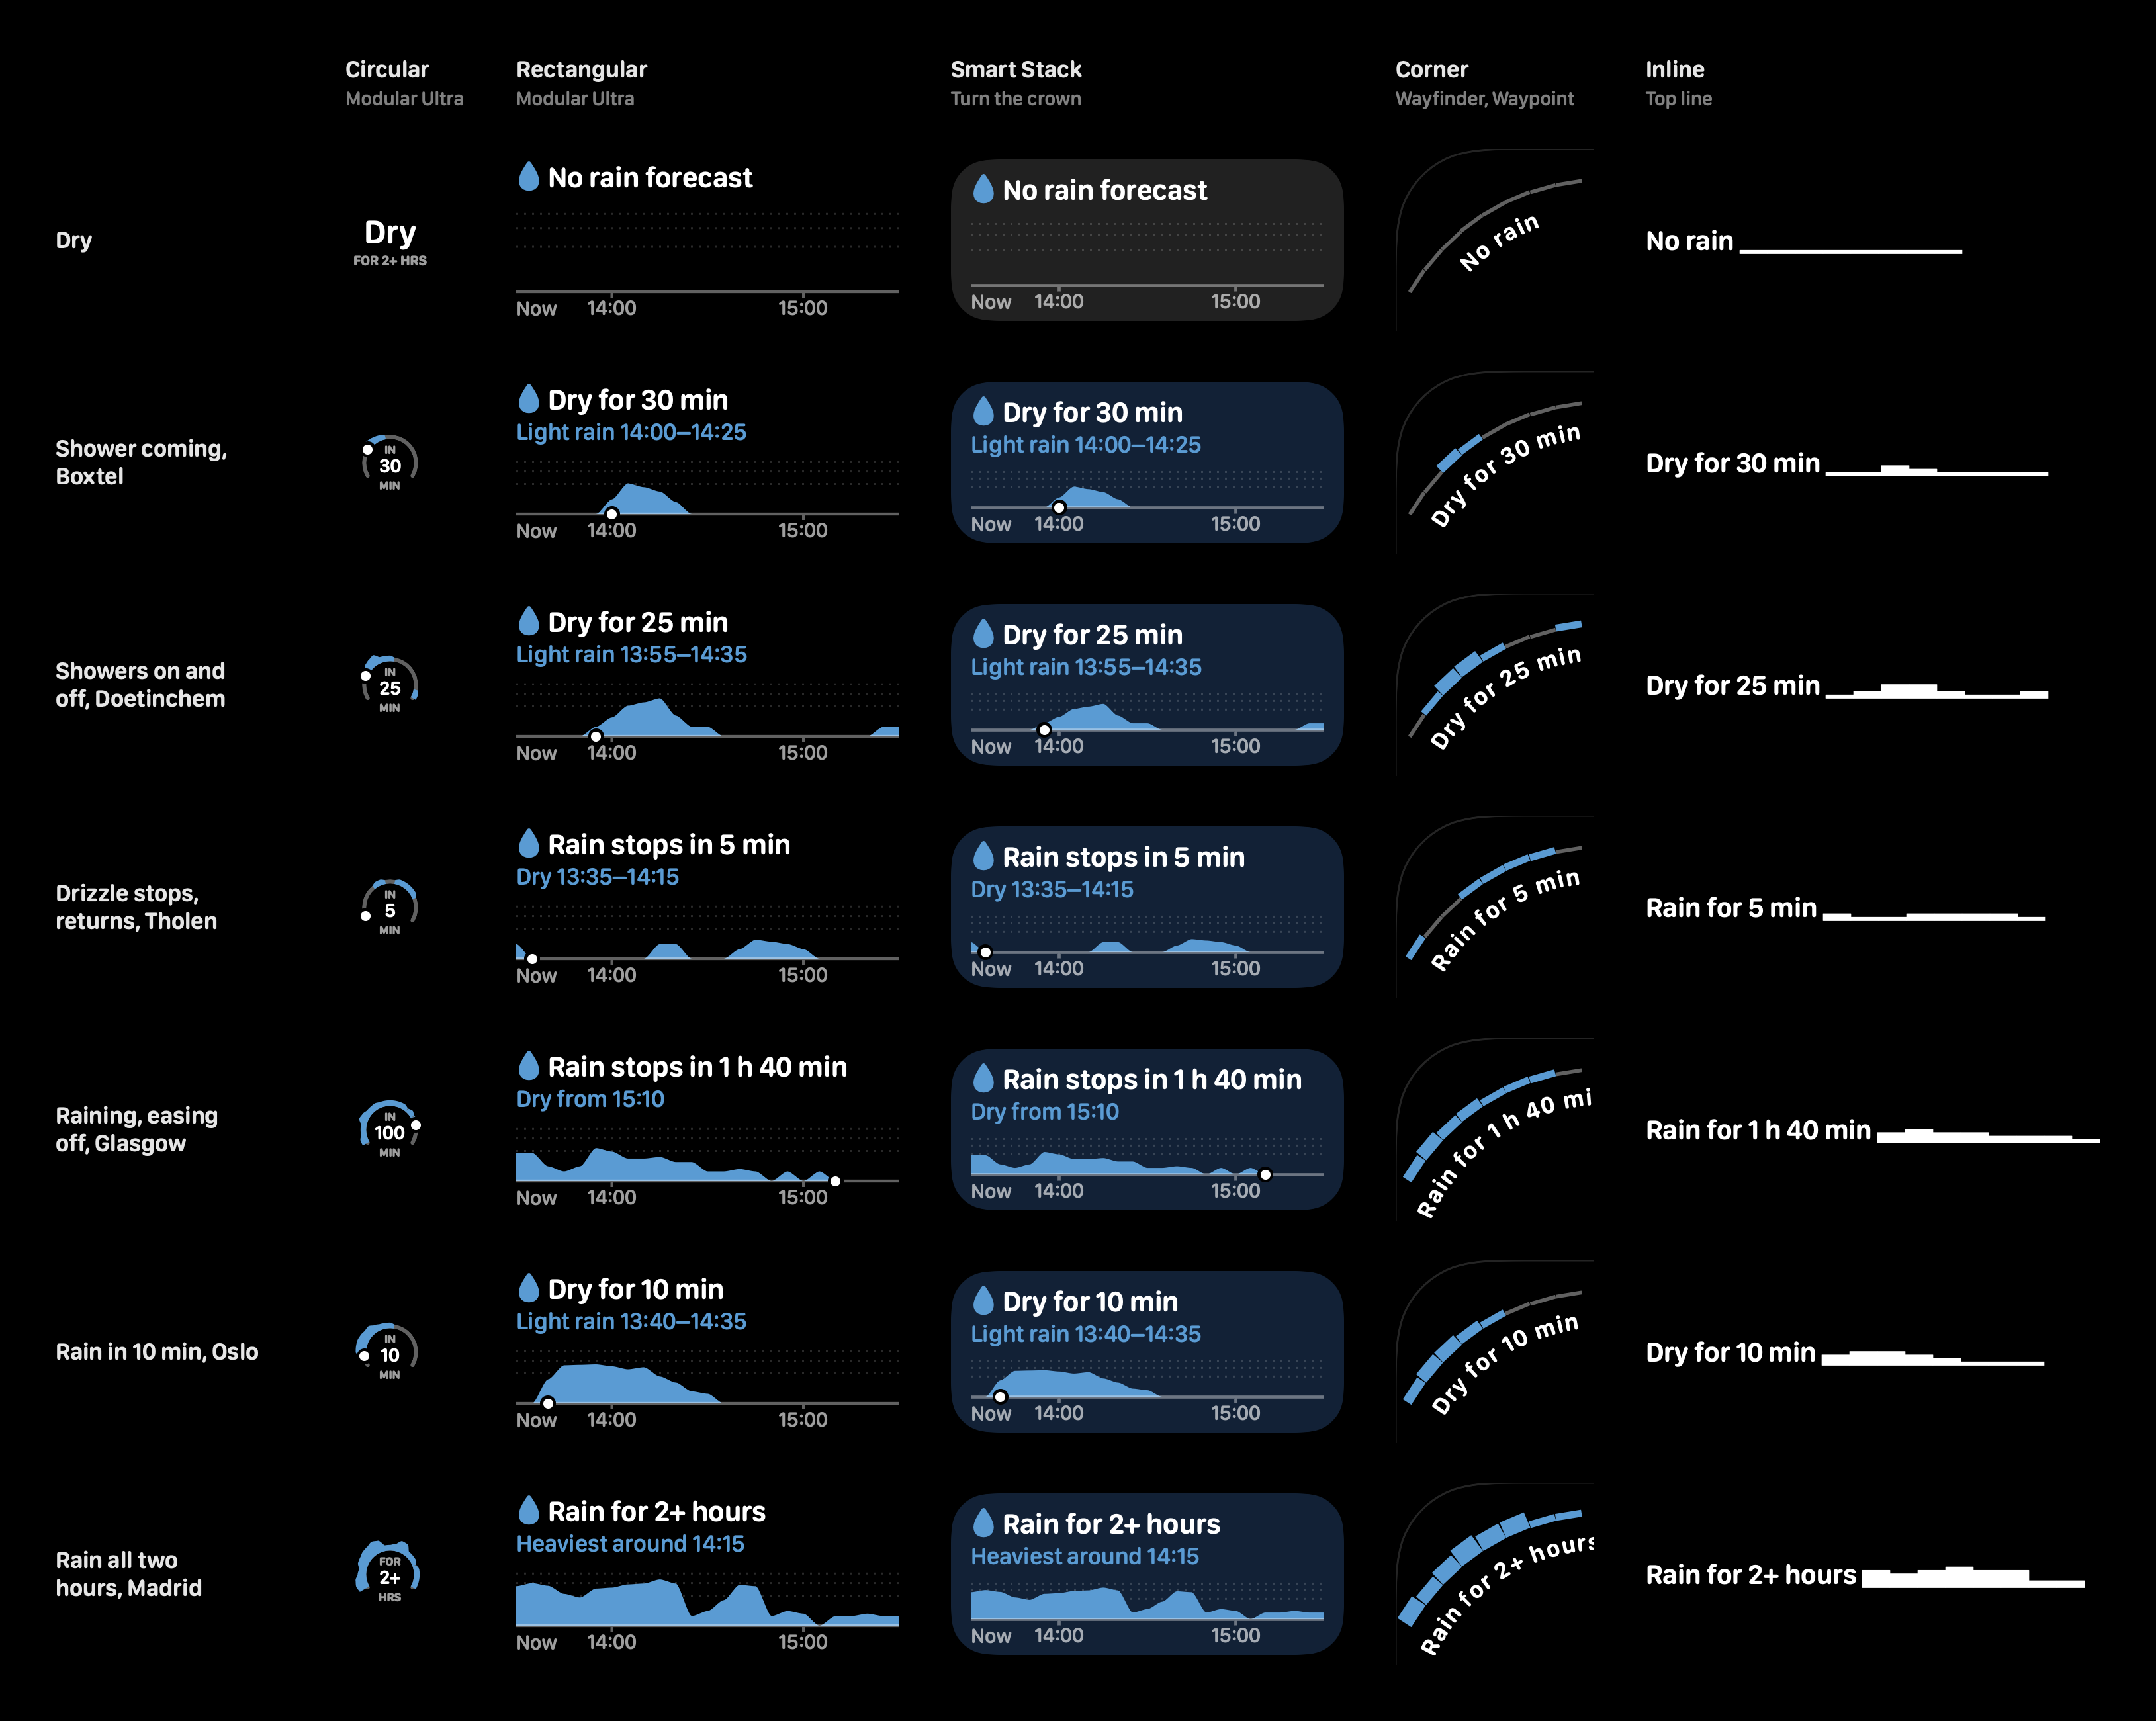 Circular
Modular Ultra
Rectangular
Modular Ultra
Smart Stack
Turn the crown
Corner
Wayfinder, Waypoint
Inline
Top line
Dry
Dry
FOR 2+ HRS
No rain forecast
Now 14:00 15:00
No rain forecast
Now 14:00 15:00
No rain
No rain
Shower coming,
Boxtel
IN
30
MIN
Dry for 30 min
Light rain 14:00–14:25
Now 14:00 15:00
Dry for 30 min
Light rain 14:00–14:25
Now 14:00 15:00
Dry for 30 min
Dry for 30 min
Showers on and
off, Doetinchem
IN
25
MIN
Dry for 25 min
Light rain 13:55–14:35
Now 14:00 15:00
Dry for 25 min
Light rain 13:55–14:35
Now 14:00 15:00
Dry for 25 min
Dry for 25 min
Drizzle stops,
returns, Tholen
IN
5
MIN
Rain stops in 5 min
Dry 13:35–14:15
Now 14:00 15:00
Rain stops in 5 min
Dry 13:35–14:15
Now 14:00 15:00
Rain for 5 min
Rain for 5 min
Raining, easing
off, Glasgow
IN
100
MIN
Rain stops in 1 h 40 min
Dry from 15:10
Now 14:00 15:00
Rain stops in 1 h 40 min
Dry from 15:10
Now 14:00 15:00
Rain for 1 h 40 mi
Rain for 1 h 40 min
Rain in 10 min, Oslo
IN
10
MIN
Dry for 10 min
Light rain 13:40–14:35
Now 14:00 15:00
Dry for 10 min
Light rain 13:40–14:35
Now 14:00 15:00
Dry for 10 min
Dry for 10 min
Rain all two
hours, Madrid
FOR
2+
HRS
Rain for 2+ hours
Heaviest around 14:15
Now 14:00 15:00
Rain for 2+ hours
Heaviest around 14:15
Now 14:00 15:00
Rain for 2+ hours
Rain for 2+ hours